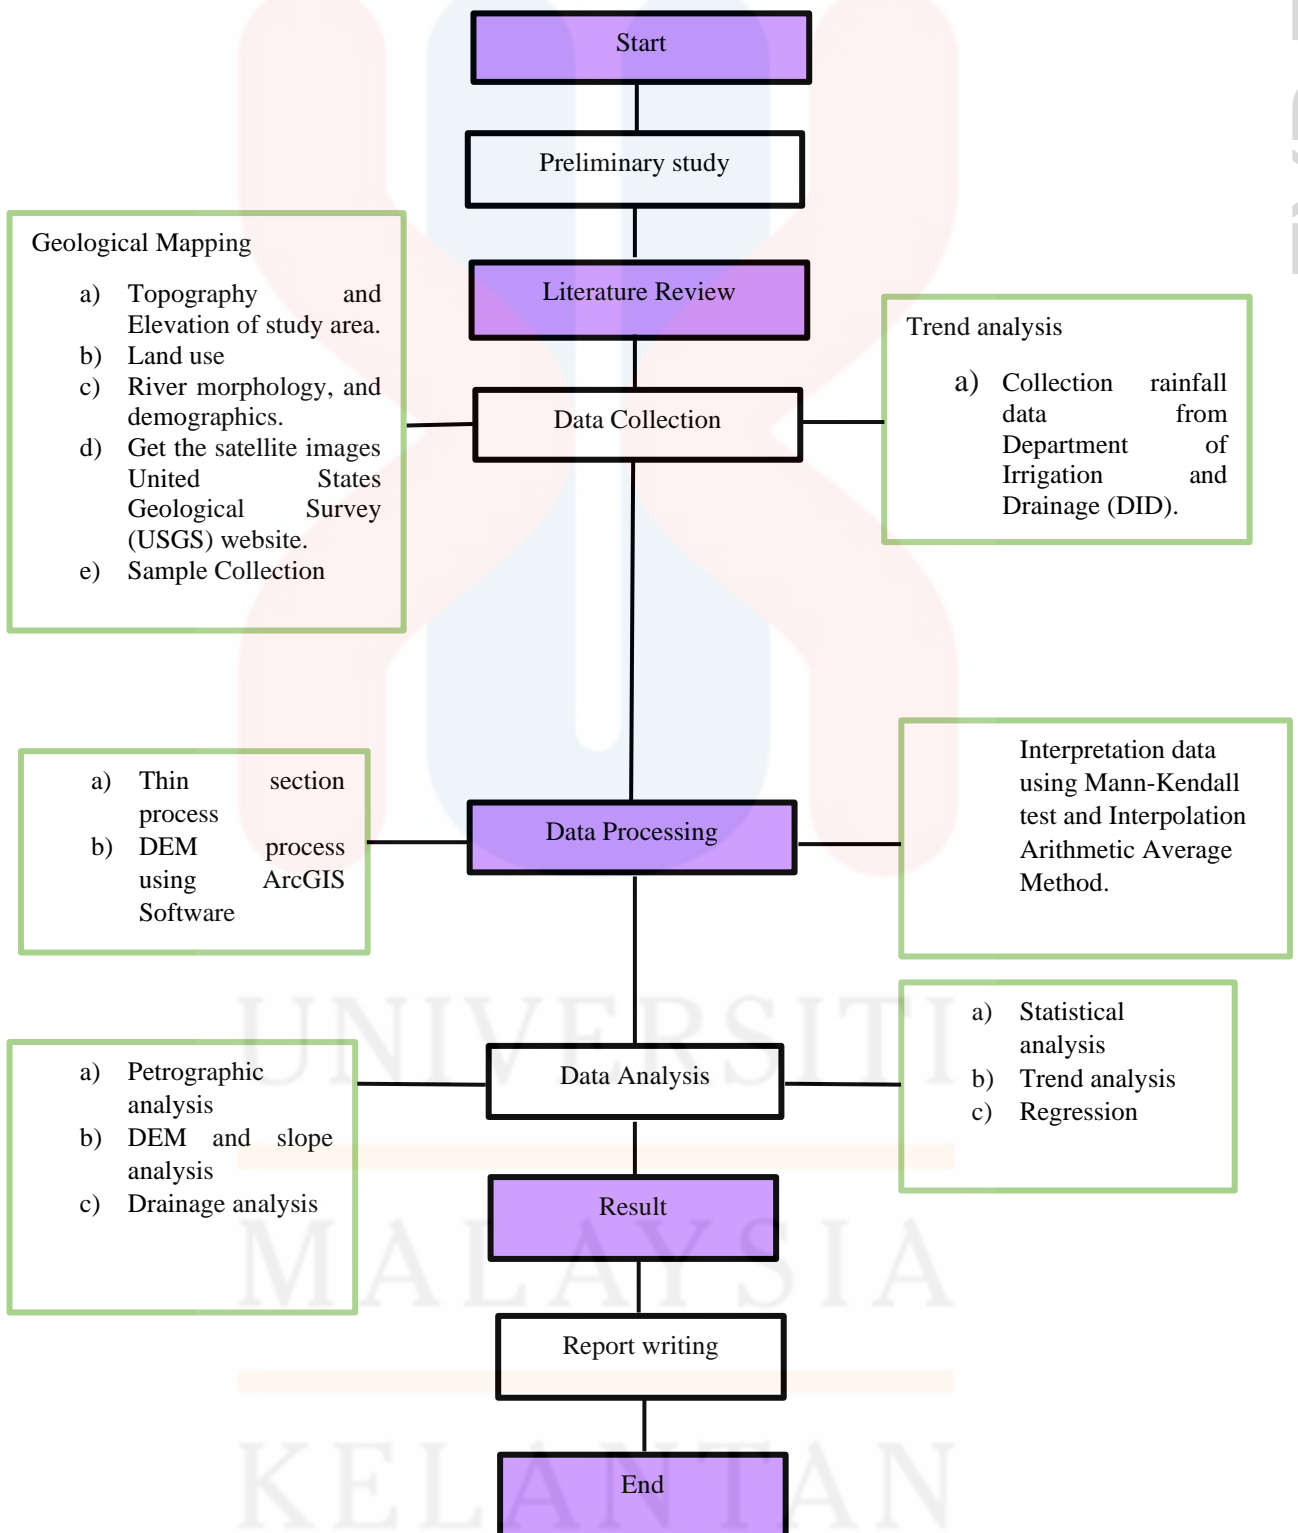 Start
Preliminary study
Literature Review
Geological Mapping
a) Topography and
Elevation of study area.
b) Land use
c) River morphology, and
demographics.
d) Get the satellite images
United States
Geological Survey
(USGS) website.
e) Sample Collection
Data Collection
Trend analysis
a) Collection rainfall
data from
Department of
Irrigation and
Drainage (DID).
a) Thin section
process
b) DEM process
using ArcGIS
Software
Data Processing
Interpretation data
using Mann-Kendall
test and Interpolation
Arithmetic Average
Method.
a) Petrographic
analysis
b) DEM and slope
analysis
c) Drainage analysis
Data Analysis
a) Statistical
analysis
b) Trend analysis
c) Regression
Result
Report writing
End
UNIVERSITI
MALAYSIA
KELANTAN